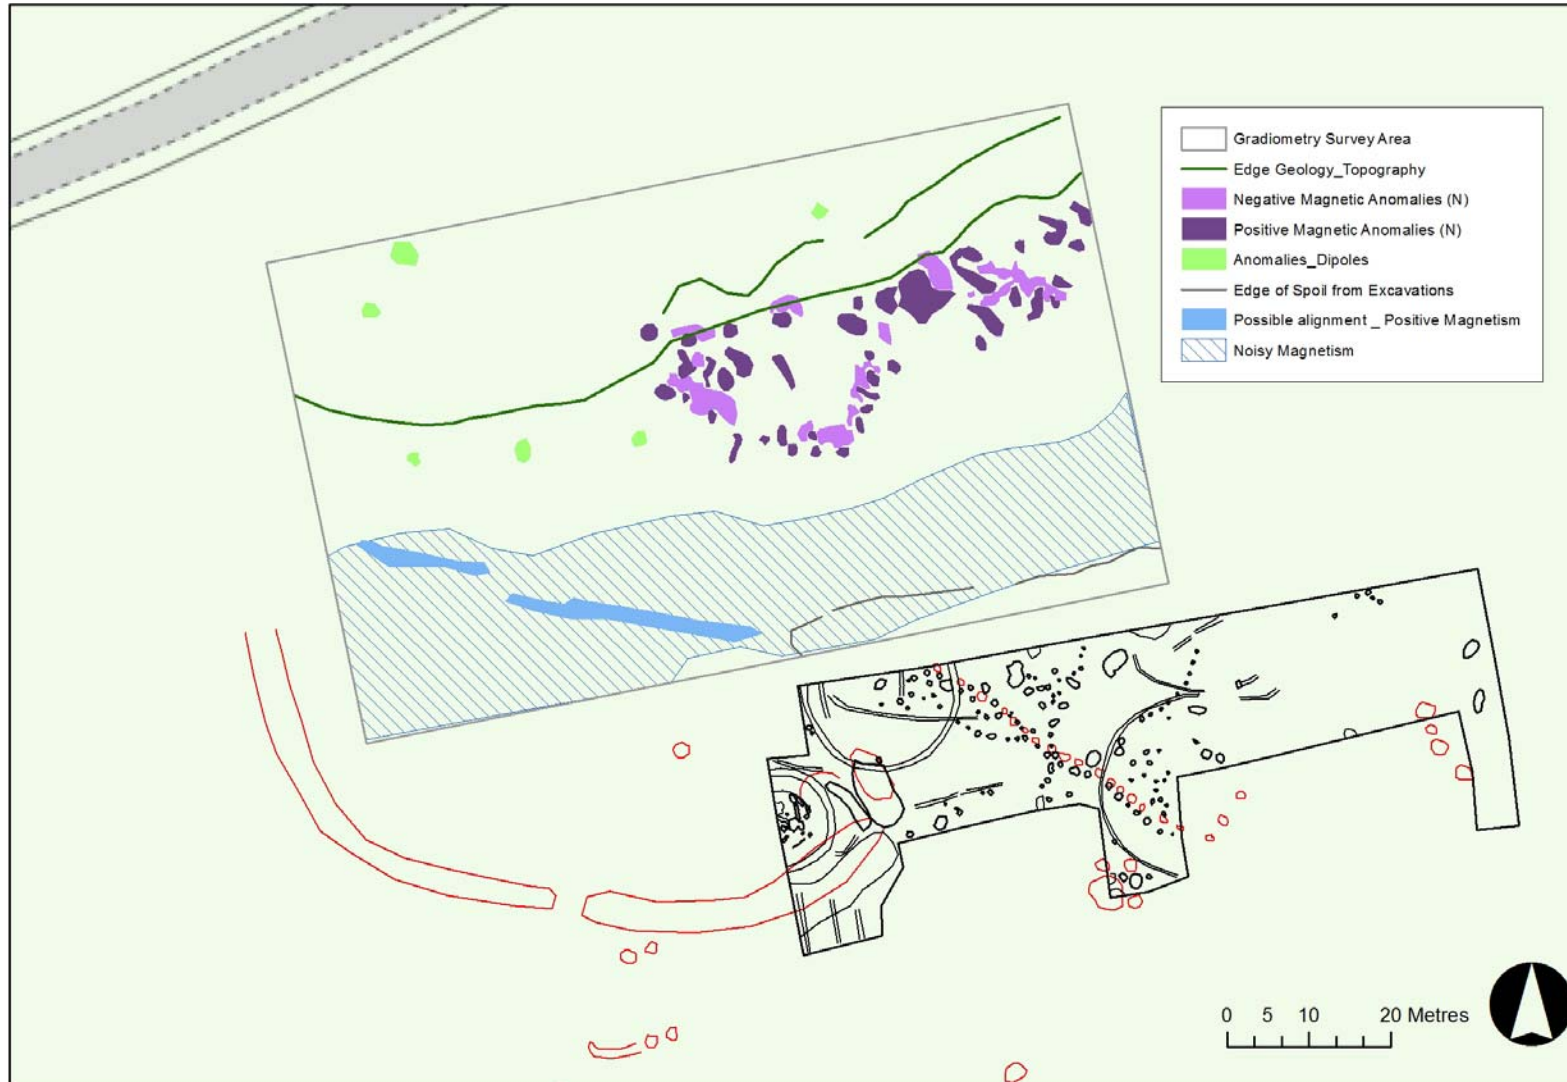 Gradiometry Survey Area
Edge Geology_Topography
Negative Magnetic Anomalies (N)
Positive Magnetic Anomalies (N)
Anomalies_Dipoles
Edge of Spoil from Excavations
Possible alignment _ Positive Magnetism
Noisy Magnetism
0 5 10 20 Metres